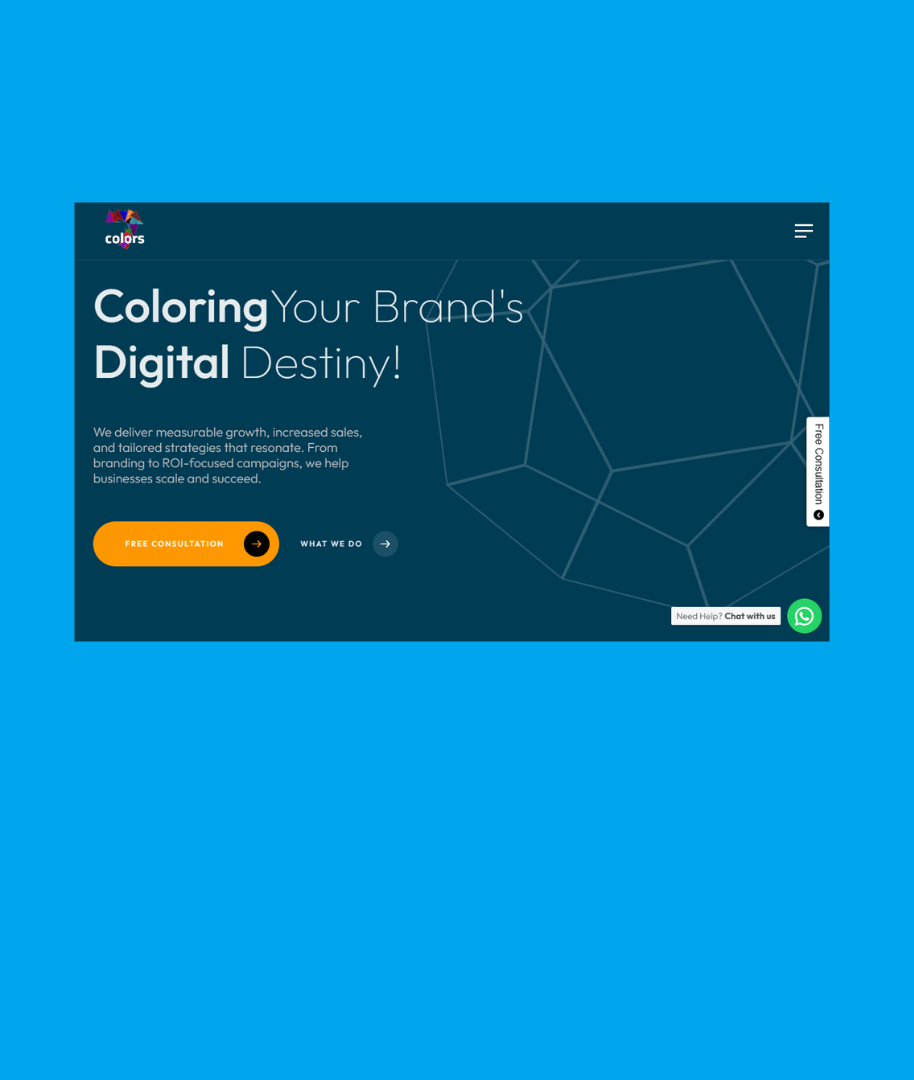 colors
Coloring Your Brand's
Digital Destiny!
We deliver measurable growth, increased sales,
and tailored strategies that resonate. From
branding to ROI-focused campaigns, we help
businesses scale and succeed.
FREE CONSULTATION
WHAT WE DO
Free Consultation
Need Help? Chat with us